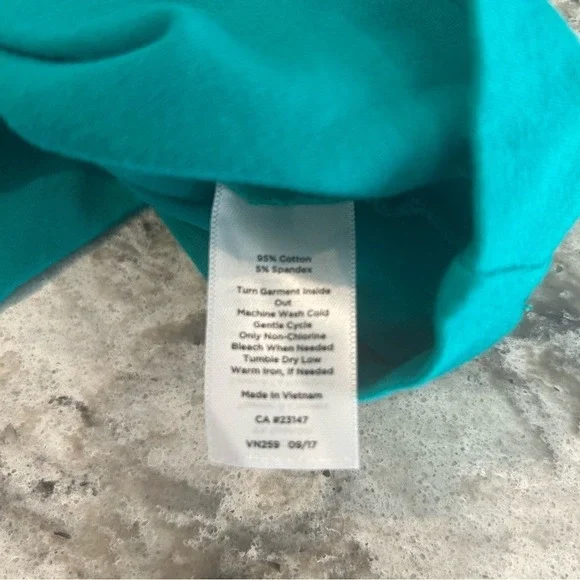 95% Cotton
5% Spandex
Turn Garment Inside
Out
Machine Wash Cold
Gentle Cycle
Only Non-Chlorine
Bleach When Needed
Tumble Dry Low
Warm Iron, If Needed
Made in Vietnam
CA #23147
VN259 09/17